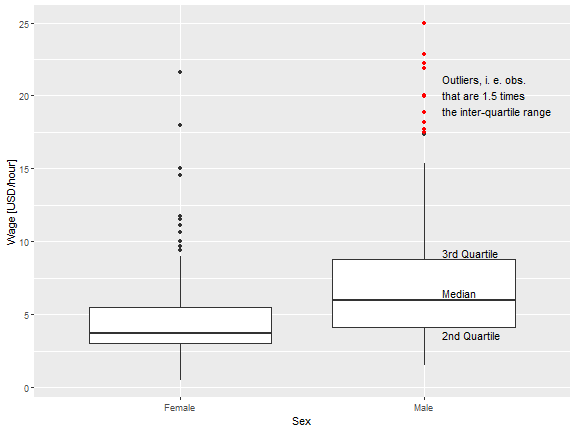 25
20
15
10
5
0
Wage [USD/hour]
Outliers, i. e. obs.
that are 1.5 times
the inter-quartile range
3rd Quartile
Median
2nd Quartile
Female
Male
Sex